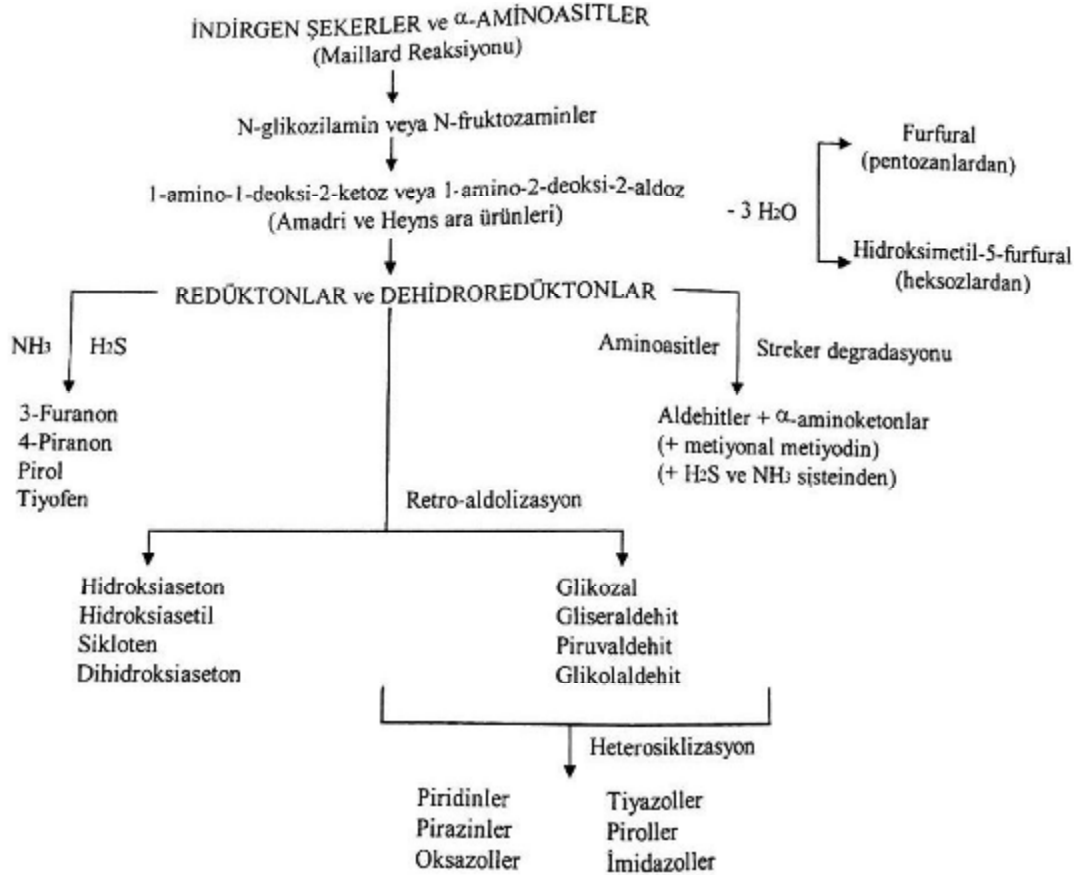 İNDİRGEN ŞEKERLER ve α-AMİNOASITLER
(Maillard Reaksiyonu)
N-glikozilamin veya N-fruktozaminler
1-amino-1-deoksi-2-ketoz veya 1-amino-2-deoksi-2-aldoz
(Amadri ve Heyns ara ürünleri)
- 3 H2O
Furfural
(pentozanlardan)
Hidroksimetil-5-furfural
(heksozlardan)
REDÜKTONLAR ve DEHİDROREDÜKTONLAR
NH3 H2S
3-Furanon
4-Piranon
Pirol
Tiyofen
Aminoasitler Streker degradasyonu
Aldehitler + α-aminoketonlar
(+ metiyonal metiyodin)
(+ H2S ve NH3 sisteinden)
Retro-aldolizasyon
Hidroksiaseton
Hidroksiasetil
Sikloten
Dihidroksiaseton
Glikozal
Gliseraldehit
Piruvaldehit
Glikolaldehit
Heterosiklizasyon
Piridinler
Pirazinler
Oksazoller
Tiyazoller
Piroller
İmidazoller